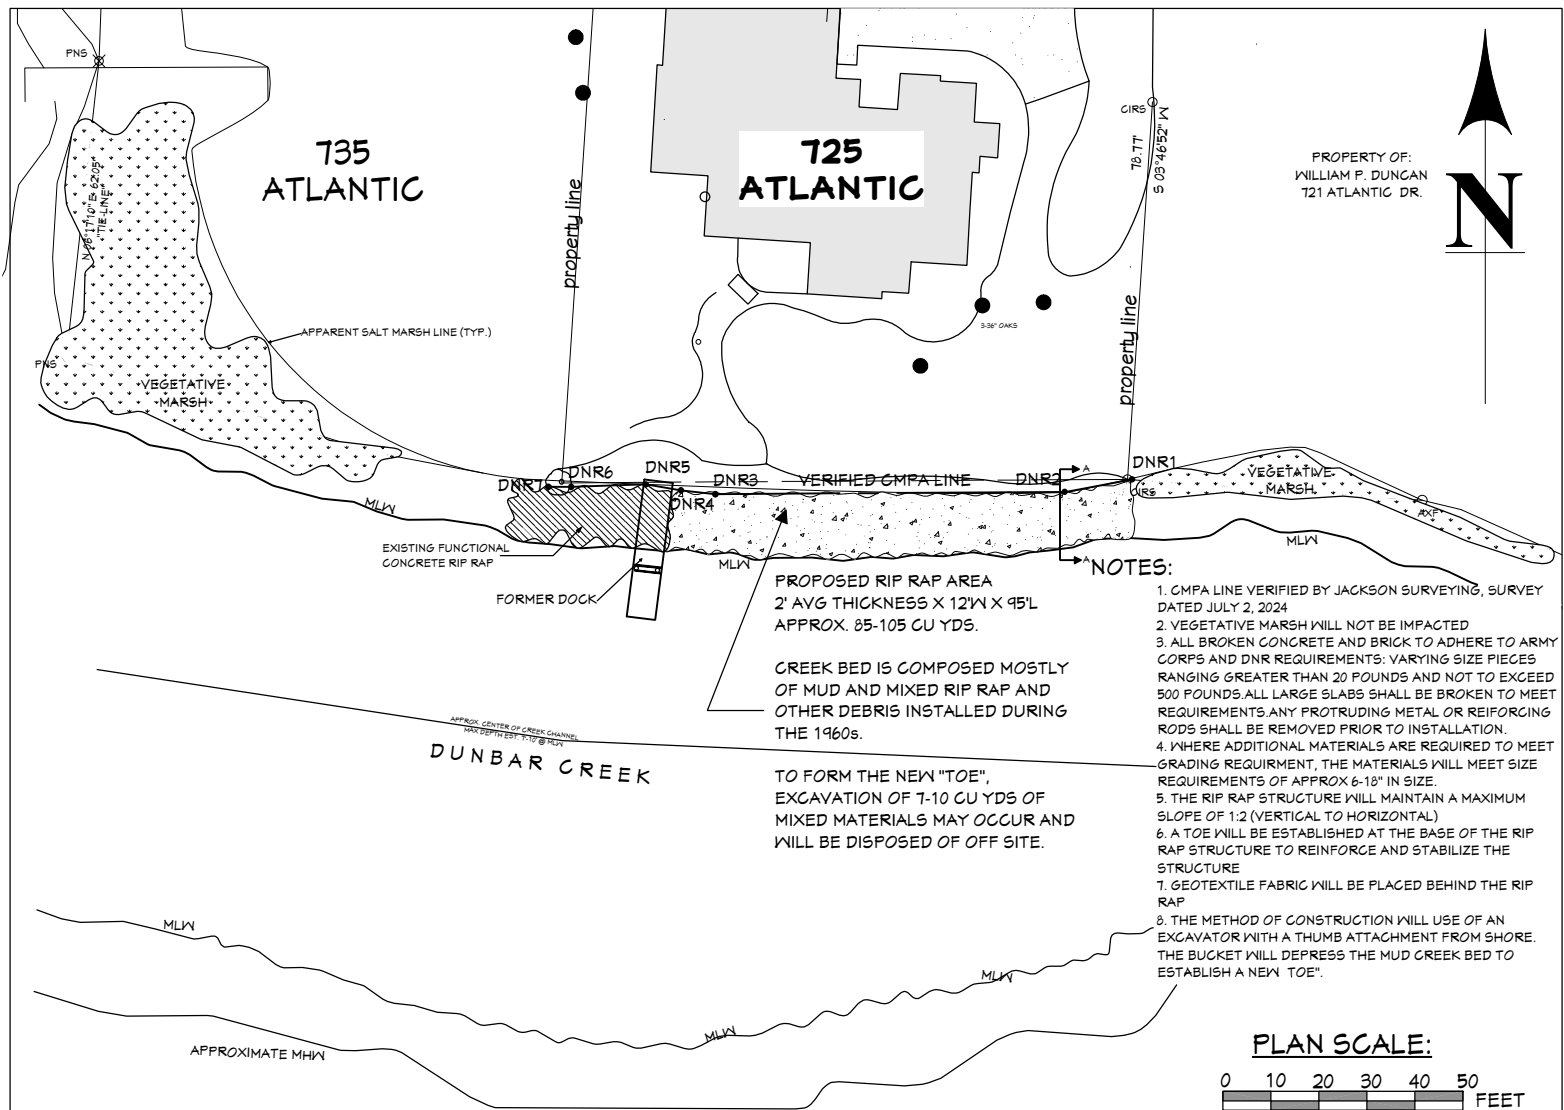 PNS
735
ATLANTIC
725
ATLANTIC
property line
CIRS
78.77'
S 03°46'52" W
PROPERTY OF:
WILLIAM P. DUNCAN
721 ATLANTIC DR.
N
"TIE-LINE"
3-36" OAKS
property line
APPARENT SALT MARSH LINE (TYP.)
PNS
VEGETATIVE
MARSH
MLW
DNR7
DNR6
DNR5
DNR4
DNR3
VERIFIED CMPA LINE
DNR2
A
DNR1
VEGETATIVE
MARSH
AXF
MLW
EXISTING FUNCTIONAL
CONCRETE RIP RAP
FORMER DOCK
MLW
A
PROPOSED RIP RAP AREA
2' AVG THICKNESS X 12'W X 95'L
APPROX. 85-105 CU YDS.
CREEK BED IS COMPOSED MOSTLY
OF MUD AND MIXED RIP RAP AND
OTHER DEBRIS INSTALLED DURING
THE 1960s.
TO FORM THE NEW "TOE",
EXCAVATION OF 7-10 CU YDS OF
MIXED MATERIALS MAY OCCUR AND
WILL BE DISPOSED OF OFF SITE.
APPROX. CENTER OF CREEK CHANNEL
MAX DEPTH EST. 7-10' @ MLW
DUNBAR CREEK
NOTES:
1. CMPA LINE VERIFIED BY JACKSON SURVEYING, SURVEY
DATED JULY 2, 2024
2. VEGETATIVE MARSH WILL NOT BE IMPACTED
3. ALL BROKEN CONCRETE AND BRICK TO ADHERE TO ARMY
CORPS AND DNR REQUIREMENTS: VARYING SIZE PIECES
RANGING GREATER THAN 20 POUNDS AND NOT TO EXCEED
500 POUNDS.ALL LARGE SLABS SHALL BE BROKEN TO MEET
REQUIREMENTS.ANY PROTRUDING METAL OR REIFORCING
RODS SHALL BE REMOVED PRIOR TO INSTALLATION.
4. WHERE ADDITIONAL MATERIALS ARE REQUIRED TO MEET
GRADING REQUIRMENT, THE MATERIALS WILL MEET SIZE
REQUIREMENTS OF APPROX 6-18" IN SIZE.
5. THE RIP RAP STRUCTURE WILL MAINTAIN A MAXIMUM
SLOPE OF 1:2 (VERTICAL TO HORIZONTAL)
6. A TOE WILL BE ESTABLISHED AT THE BASE OF THE RIP
RAP STRUCTURE TO REINFORCE AND STABILIZE THE
STRUCTURE
7. GEOTEXTILE FABRIC WILL BE PLACED BEHIND THE RIP
RAP
8. THE METHOD OF CONSTRUCTION WILL USE OF AN
EXCAVATOR WITH A THUMB ATTACHMENT FROM SHORE.
THE BUCKET WILL DEPRESS THE MUD CREEK BED TO
ESTABLISH A NEW TOE".
MLW
MLW
MLW
APPROXIMATE MHW
PLAN SCALE:
0 10 20 30 40 50
FEET